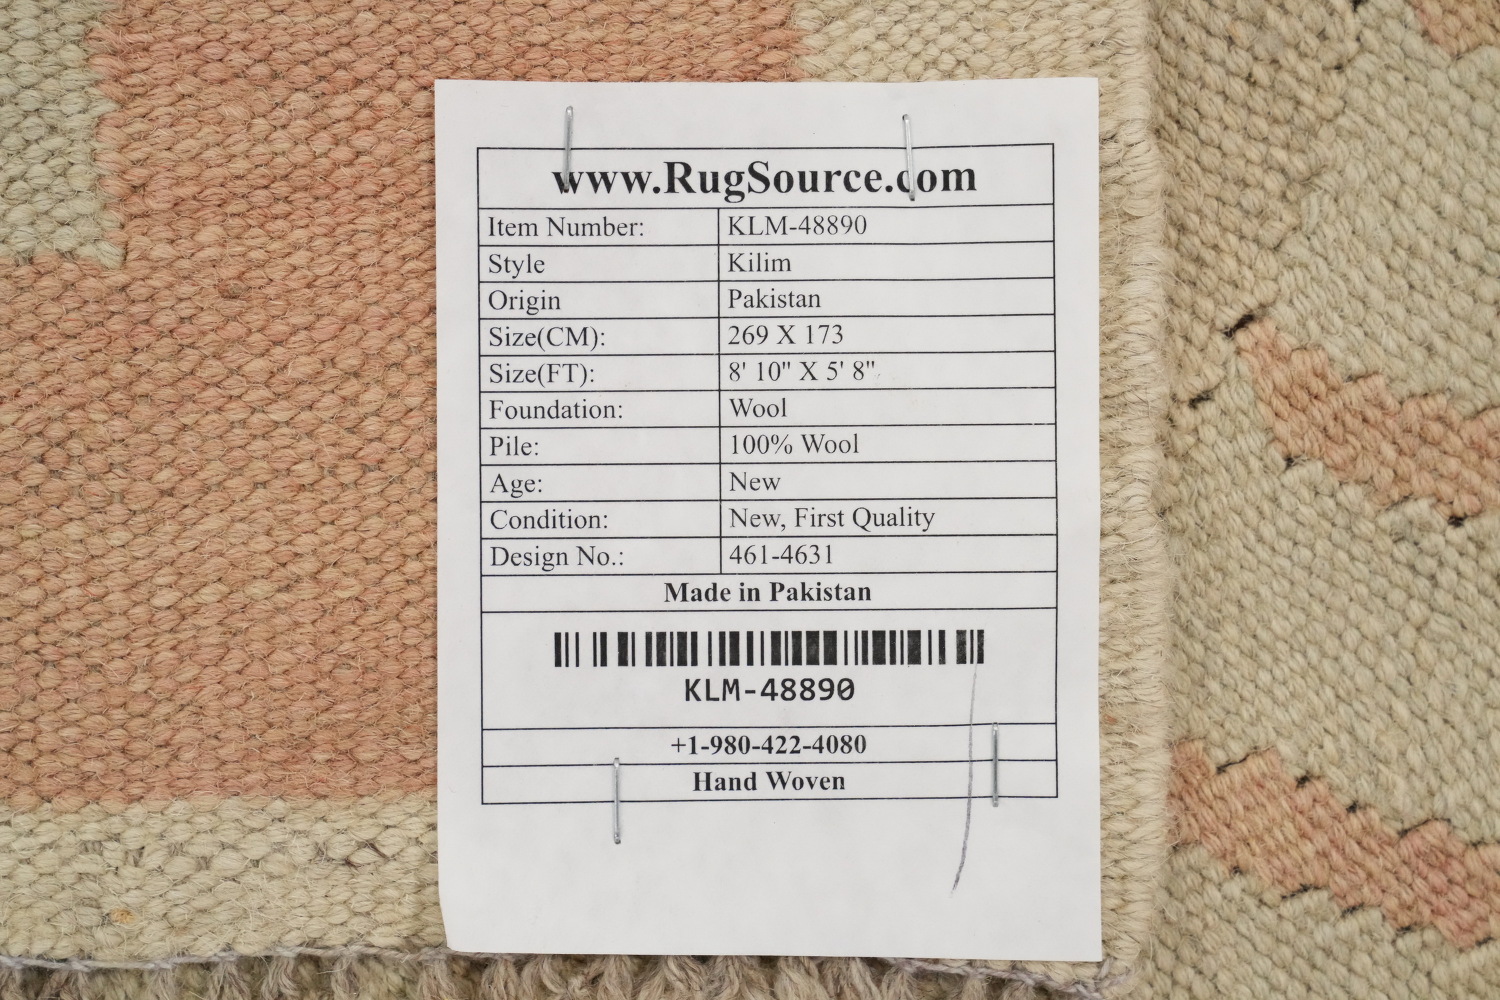 www.RugSource.com
Item Number: KLM-48890
Style Kilim
Origin Pakistan
Size(CM): 269 X 173
Size(FT): 8' 10" X 5' 8"
Foundation: Wool
Pile: 100% Wool
Age: New
Condition: New, First Quality
Design No.: 461-4631
Made in Pakistan
KLM-48890
+1-980-422-4080
Hand Woven